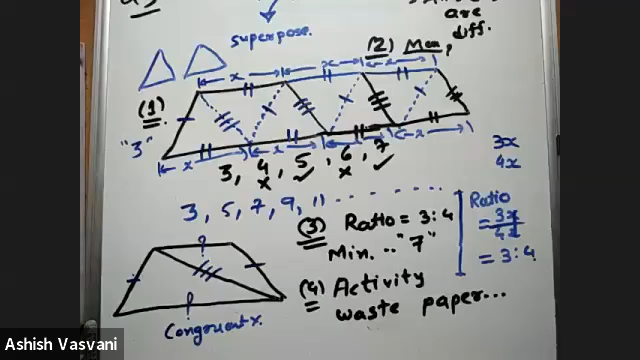 are
diff.
superpose.
(2) Men,
x x x
(1)
"3"
x x x x
3, 4, 5, 6, 7
x ✓ x ✓
3, 5, 7, 9, 11 ........
3x
4x
(3) Ratio = 3:4
Min. .. "7"
Ratio
= 3x/4x
= 3:4
(4) Activity
waste paper...
?
?
Congruent x.
Ashish Vasvani